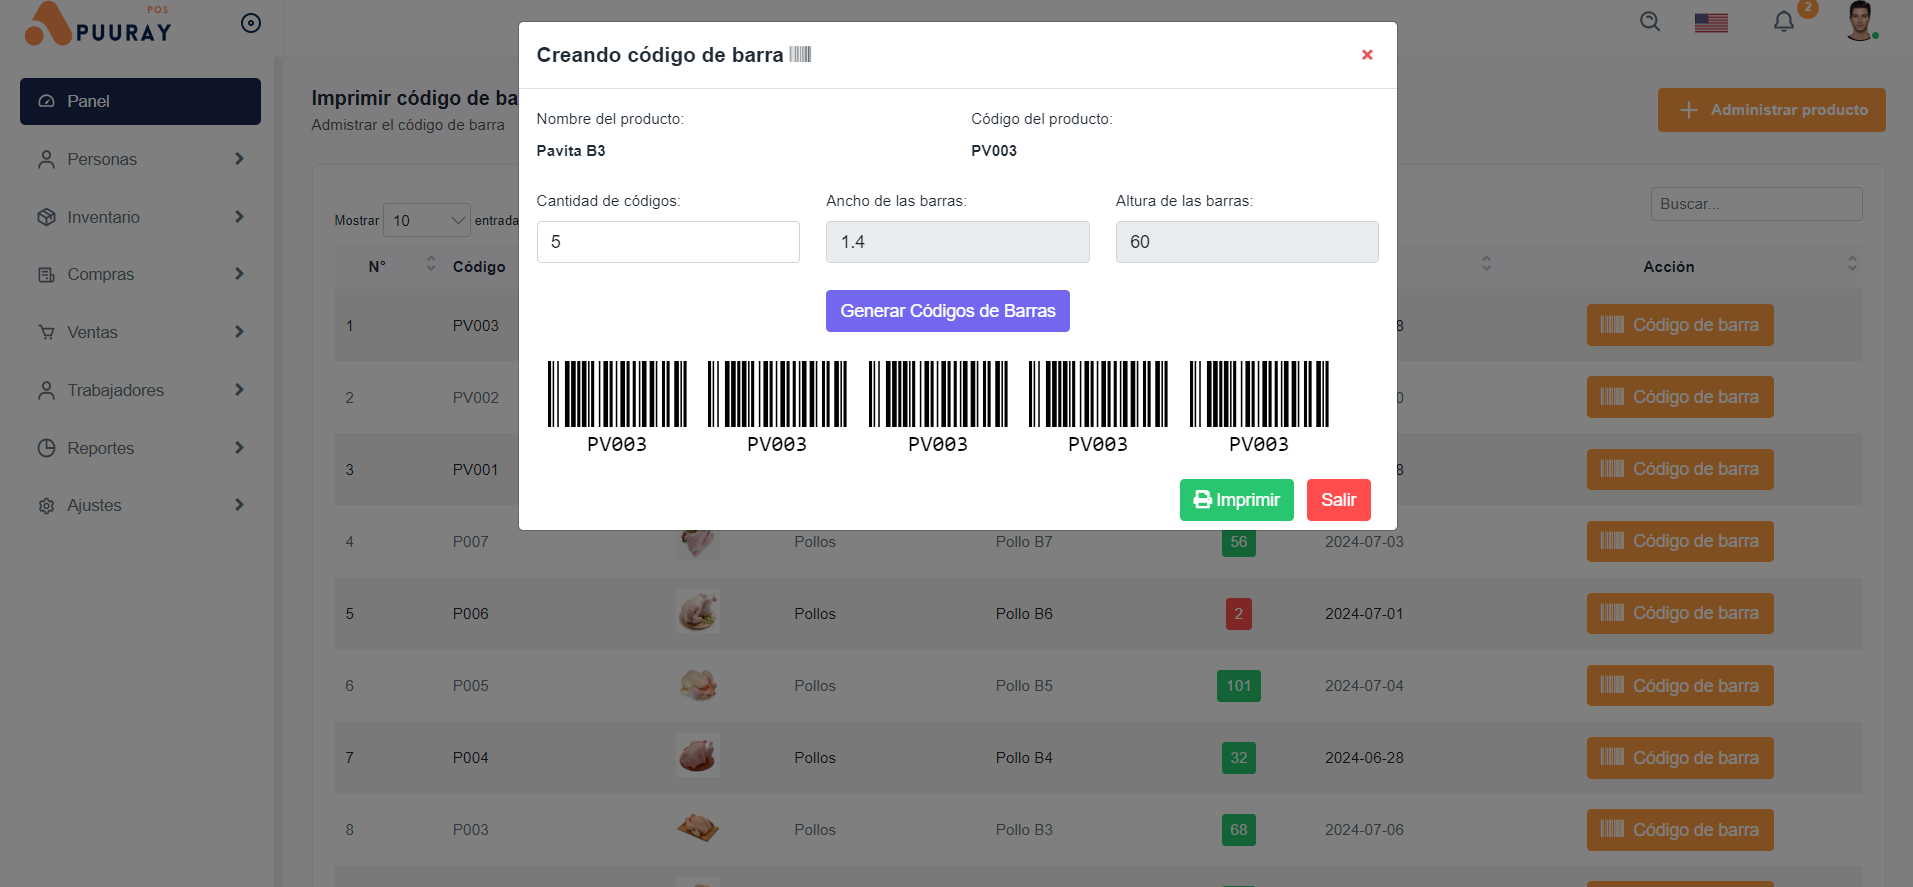 POS
PUURAY
Panel
Personas
Inventario
Compras
Ventas
Trabajadores
Reportes
Ajustes
2
Imprimir código de ba
Admistrar el código de barra
Administrar producto
Mostrar 10 entrada
Buscar...
N° Código Acción
1 PV003 8 Código de barra
2 PV002 0 Código de barra
3 PV001 8 Código de barra
4 P007 Pollos Pollo B7 56 2024-07-03 Código de barra
5 P006 Pollos Pollo B6 2 2024-07-01 Código de barra
6 P005 Pollos Pollo B5 101 2024-07-04 Código de barra
7 P004 Pollos Pollo B4 32 2024-06-28 Código de barra
8 P003 Pollos Pollo B3 68 2024-07-06 Código de barra
Creando código de barra
Nombre del producto: Código del producto:
Pavita B3 PV003
Cantidad de códigos: Ancho de las barras: Altura de las barras:
5 1.4 60
Generar Códigos de Barras
PV003 PV003 PV003 PV003 PV003
Imprimir Salir